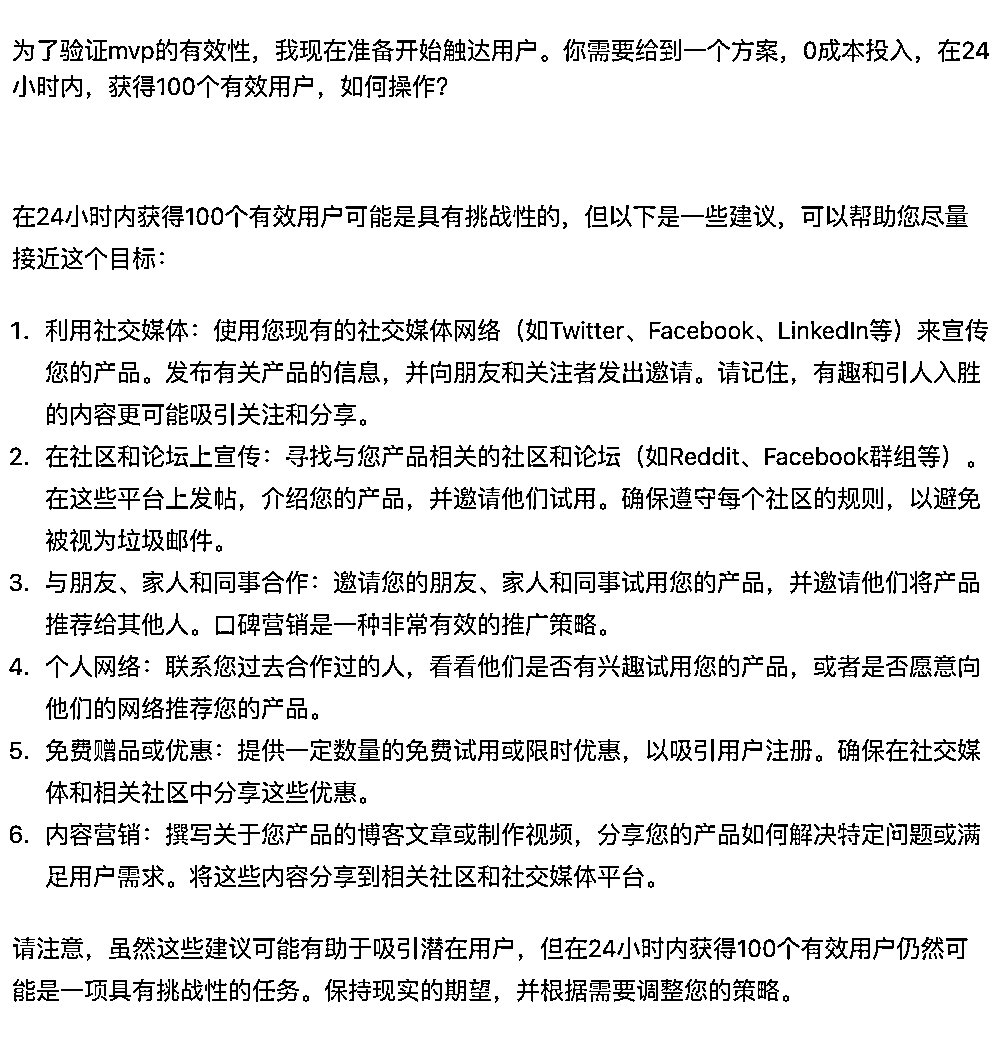 为了验证mvp的有效性，我现在准备开始触达用户。你需要给到一个方案，0成本投入，在24
小时内，获得100个有效用户，如何操作？
在24小时内获得100个有效用户可能是具有挑战性的，但以下是一些建议，可以帮助您尽量
接近这个目标：
1. 利用社交媒体：使用您现有的社交媒体网络（如Twitter、Facebook、LinkedIn等）来宣传
您的产品。发布有关产品的信息，并向朋友和关注者发出邀请。请记住，有趣和引人入胜
的内容更可能吸引关注和分享。
2. 在社区和论坛上宣传：寻找与您产品相关的社区和论坛（如Reddit、Facebook群组等）。
在这些平台上发帖，介绍您的产品，并邀请他们试用。确保遵守每个社区的规则，以避免
被视为垃圾邮件。
3. 与朋友、家人和同事合作：邀请您的朋友、家人和同事试用您的产品，并邀请他们将产品
推荐给其他人。口碑营销是一种非常有效的推广策略。
4. 个人网络：联系您过去合作过的人，看看他们是否有兴趣试用您的产品，或者是否愿意向
他们的网络推荐您的产品。
5. 免费赠品或优惠：提供一定数量的免费试用或限时优惠，以吸引用户注册。确保在社交媒
体和相关社区中分享这些优惠。
6. 内容营销：撰写关于您产品的博客文章或制作视频，分享您的产品如何解决特定问题或满
足用户需求。将这些内容分享到相关社区和社交媒体平台。
请注意，虽然这些建议可能有助于吸引潜在用户，但在24小时内获得100个有效用户仍然可
能是一项具有挑战性的任务。保持现实的期望，并根据需要调整您的策略。